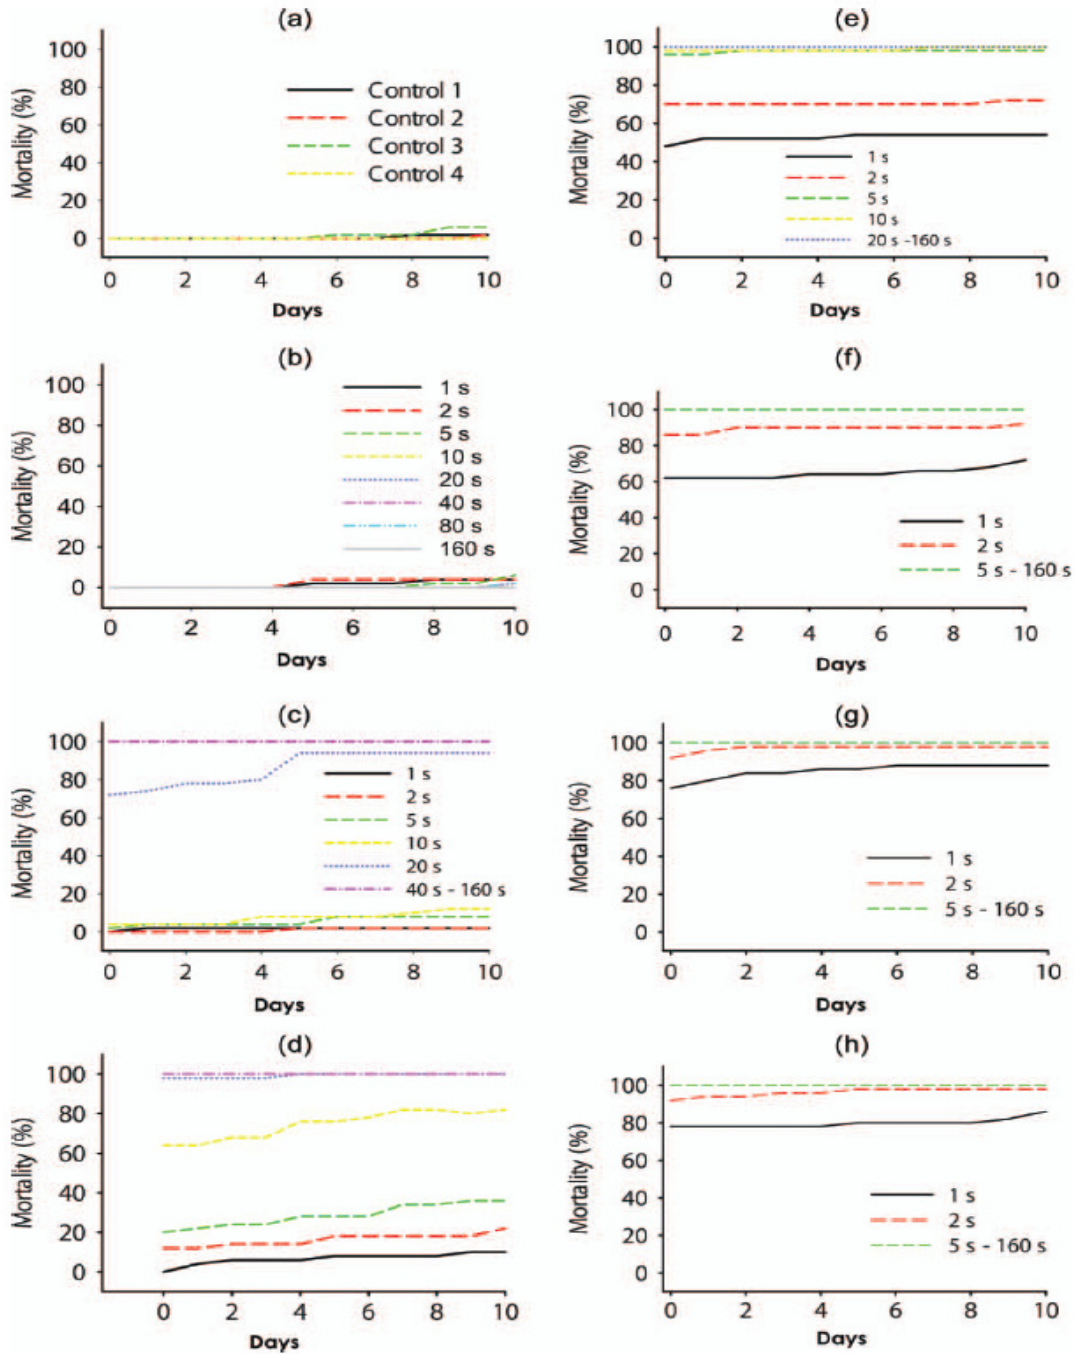 (a)
Mortality (%)
100
80
60
40
20
0
Control 1
Control 2
Control 3
Control 4
0 2 4 6 8 10
Days
(e)
Mortality (%)
100
80
60
40
20
0
1 s
2 s
5 s
10 s
20 s -160 s
0 2 4 6 8 10
Days
(b)
Mortality (%)
100
80
60
40
20
0
1 s
2 s
5 s
10 s
20 s
40 s
80 s
160 s
0 2 4 6 8 10
Days
(f)
Mortality (%)
100
80
60
40
20
0
1 s
2 s
5 s - 160 s
0 2 4 6 8 10
Days
(c)
Mortality (%)
100
80
60
40
20
0
1 s
2 s
5 s
10 s
20 s
40 s - 160 s
0 2 4 6 8 10
Days
(g)
Mortality (%)
100
80
60
40
20
0
1 s
2 s
5 s - 160 s
0 2 4 6 8 10
Days
(d)
Mortality (%)
100
80
60
40
20
0
0 2 4 6 8 10
Days
(h)
Mortality (%)
100
80
60
40
20
0
1 s
2 s
5 s - 160 s
0 2 4 6 8 10
Days